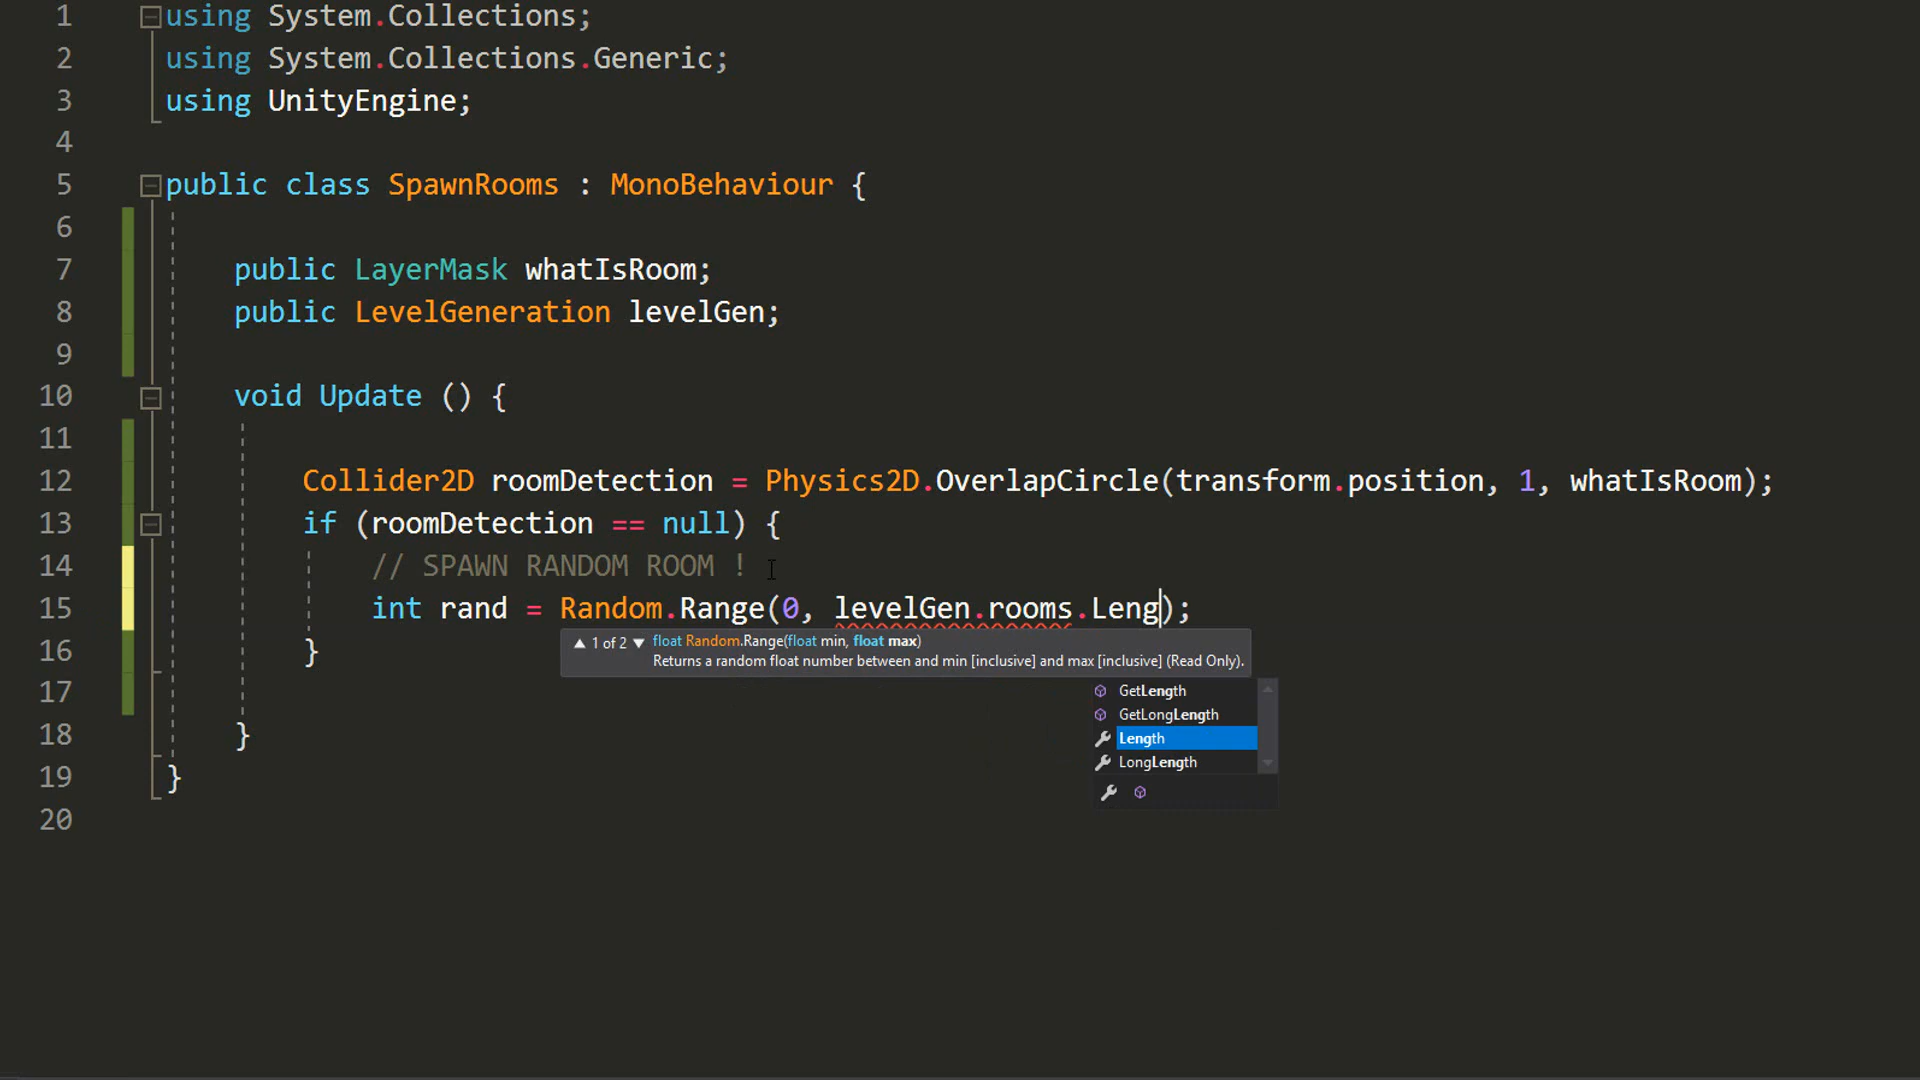 1 using System.Collections;
2 using System.Collections.Generic;
3 using UnityEngine;
4
5 public class SpawnRooms : MonoBehaviour {
6
7 public LayerMask whatIsRoom;
8 public LevelGeneration levelGen;
9
10 void Update () {
11
12 Collider2D roomDetection = Physics2D.OverlapCircle(transform.position, 1, whatIsRoom);
13 if (roomDetection == null) {
14 // SPAWN RANDOM ROOM !
15 int rand = Random.Range(0, levelGen.rooms.Leng);
▲ 1 of 2 ▼ float Random.Range(float min, float max)
Returns a random float number between and min [inclusive] and max [inclusive] (Read Only).
16 }
GetLength
17
GetLongLength
18 }
Length
LongLength
19 }
20